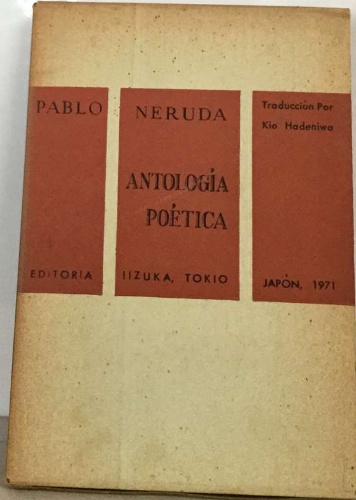 PABLO NERUDA
Traducción Por
Kio Hadeniwa
ANTOLOGÍA
POÉTICA
EDITORIA IIZUKA, TOKIO JAPÓN, 1971